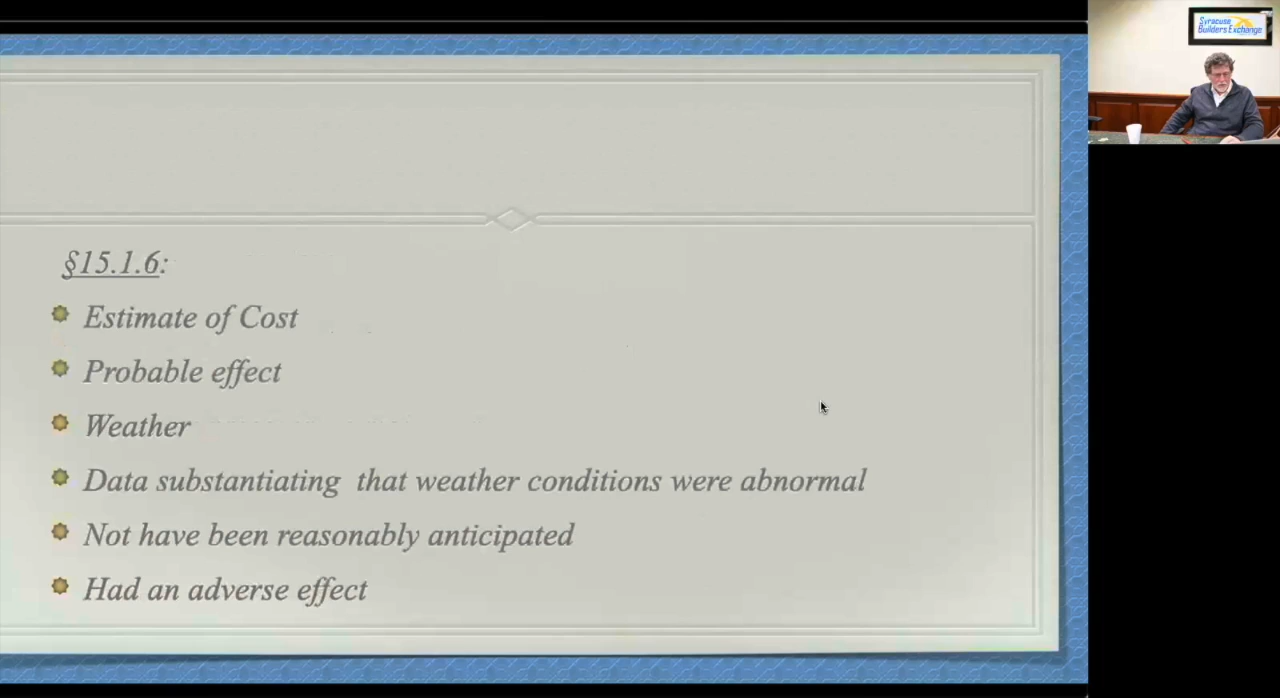 §15.1.6:
Estimate of Cost
Probable effect
Weather
Data substantiating that weather conditions were abnormal
Not have been reasonably anticipated
Had an adverse effect
Syracuse
Builders Exchange